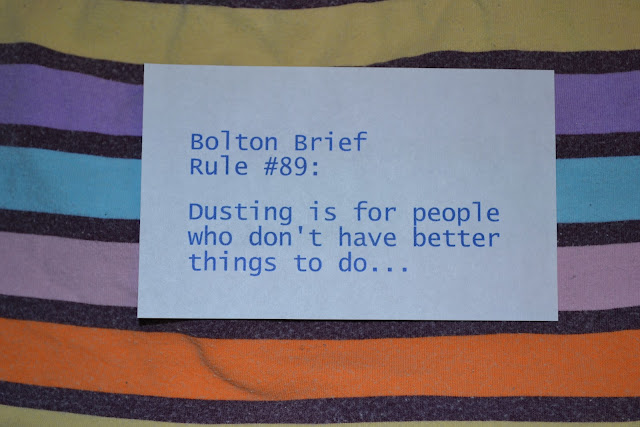 Bolton Brief
Rule #89:
Dusting is for people
who don't have better
things to do...